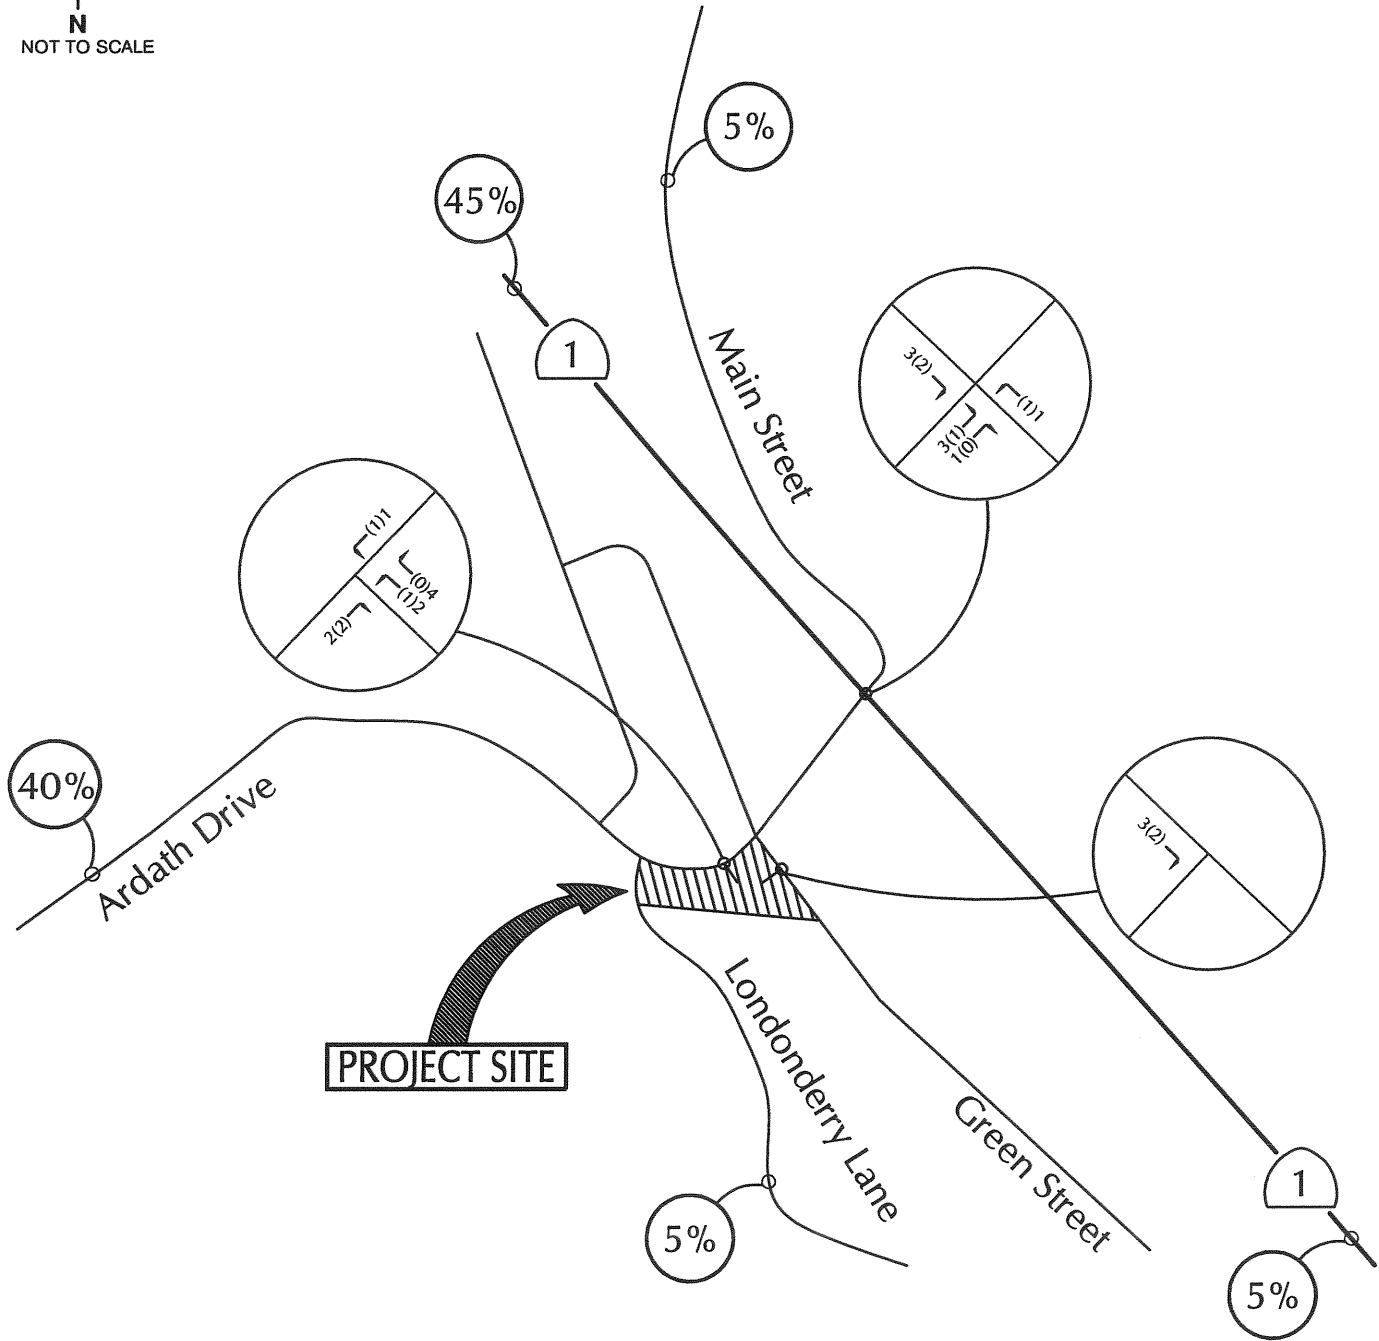 N
NOT TO SCALE
5%
45%
1
Main Street
3(2)
(1)1
3(1)
1(0)
(1)1
(0)4
(1)2
2(2)
40%
Ardath Drive
3(2)
PROJECT SITE
Londonderry Lane
Green Street
1
5%
5%